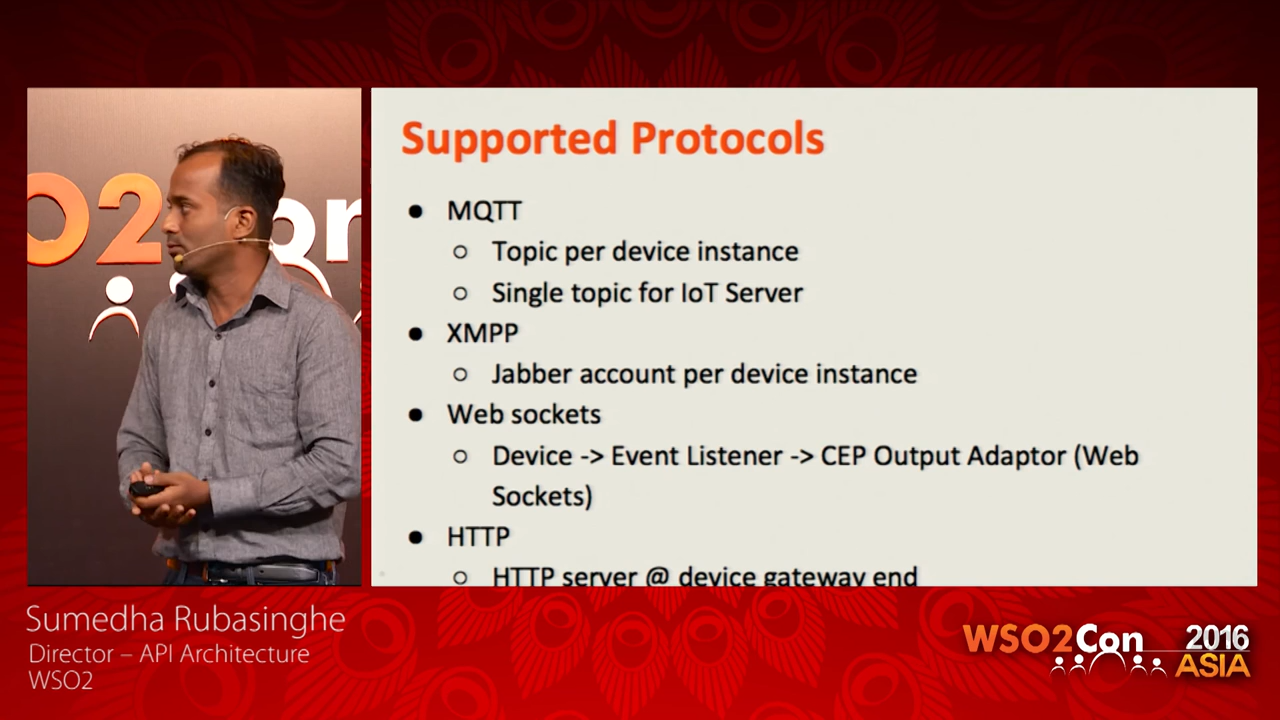 O2 Con
Supported Protocols
● MQTT
○ Topic per device instance
○ Single topic for IoT Server
● XMPP
○ Jabber account per device instance
● Web sockets
○ Device -> Event Listener -> CEP Output Adaptor (Web
Sockets)
● HTTP
○ HTTP server @ device gateway end
Sumedha Rubasinghe
Director – API Architecture
WSO2
WSO2Con 2016
ASIA